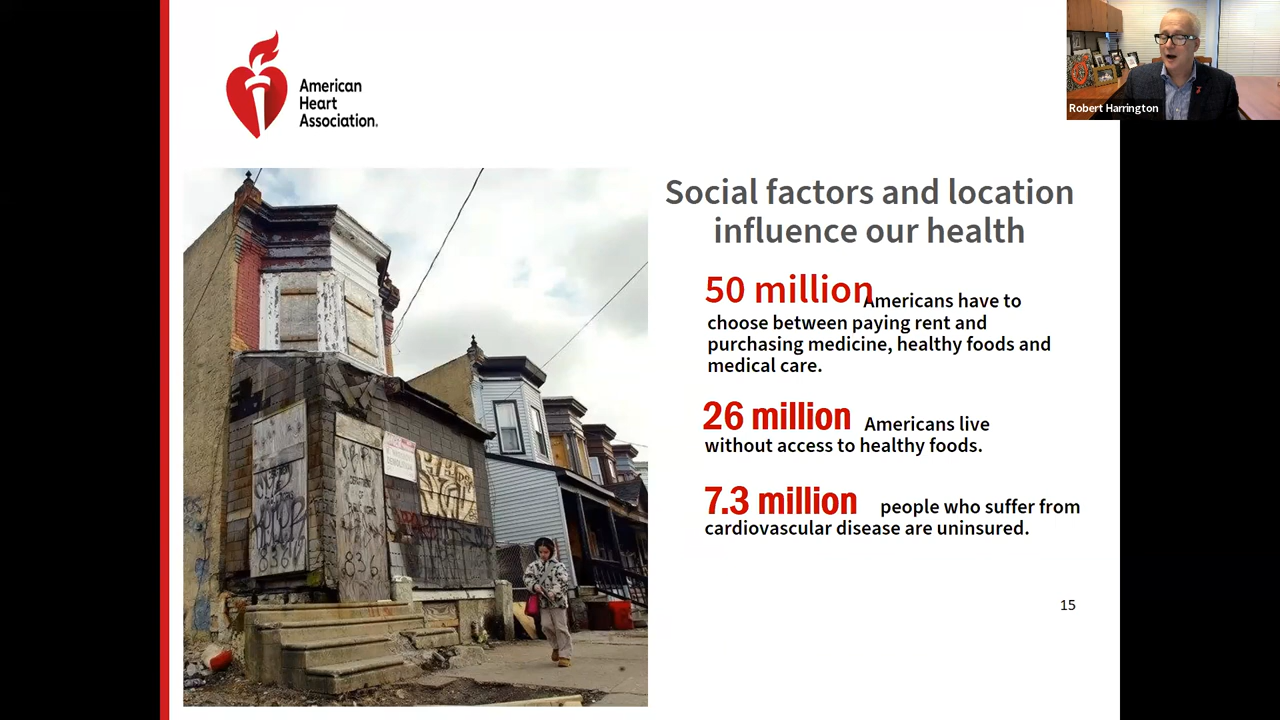 American
Heart
Association.
Robert Harrington
Social factors and location
influence our health
50 million Americans have to
choose between paying rent and
purchasing medicine, healthy foods and
medical care.
26 million Americans live
without access to healthy foods.
7.3 million people who suffer from
cardiovascular disease are uninsured.
15